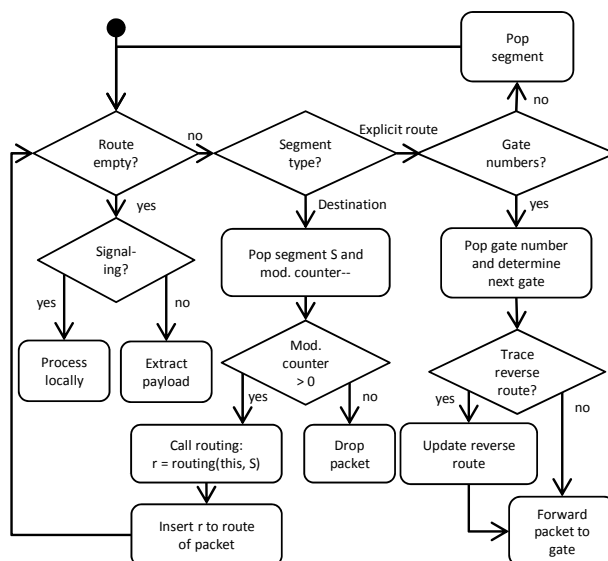 Pop
segment
no
Route
empty?
no
Segment
type?
Explicit route
Gate
numbers?
yes
Destination
yes
Signal-
ing?
Pop segment S and
mod. counter--
Pop gate number
and determine
next gate
yes
no
Process
locally
Extract
payload
Mod.
counter
> 0
Trace
reverse
route?
yes
no
yes
no
Call routing:
r = routing(this, S)
Drop
packet
Update reverse
route
Insert r to route
of packet
Forward
packet to
gate